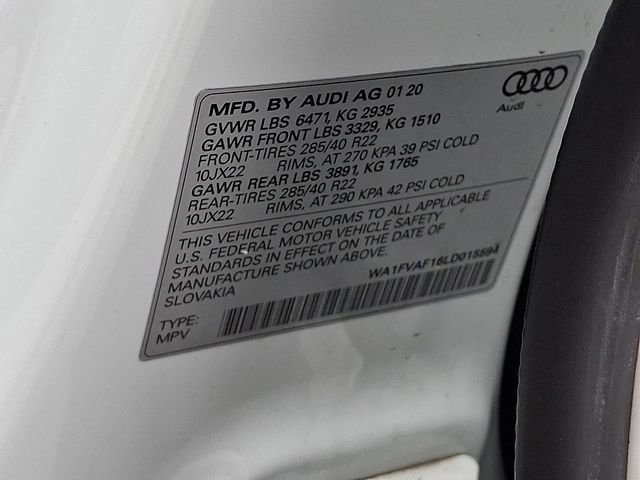 MFD. BY AUDI AG 01 20
Audi
GVWR LBS 6471, KG 2935
GAWR FRONT LBS 3329, KG 1510
FRONT-TIRES 285/40 R22
10JX22 RIMS, AT 270 KPA 39 PSI COLD
GAWR REAR LBS 3891, KG 1765
REAR-TIRES 285/40 R22
10JX22 RIMS, AT 290 KPA 42 PSI COLD
THIS VEHICLE CONFORMS TO ALL APPLICABLE
U.S. FEDERAL MOTOR VEHICLE SAFETY
STANDARDS IN EFFECT ON THE DATE OF
MANUFACTURE SHOWN ABOVE.
SLOVAKIA
WA1FVAF16LD015594
TYPE:
MPV